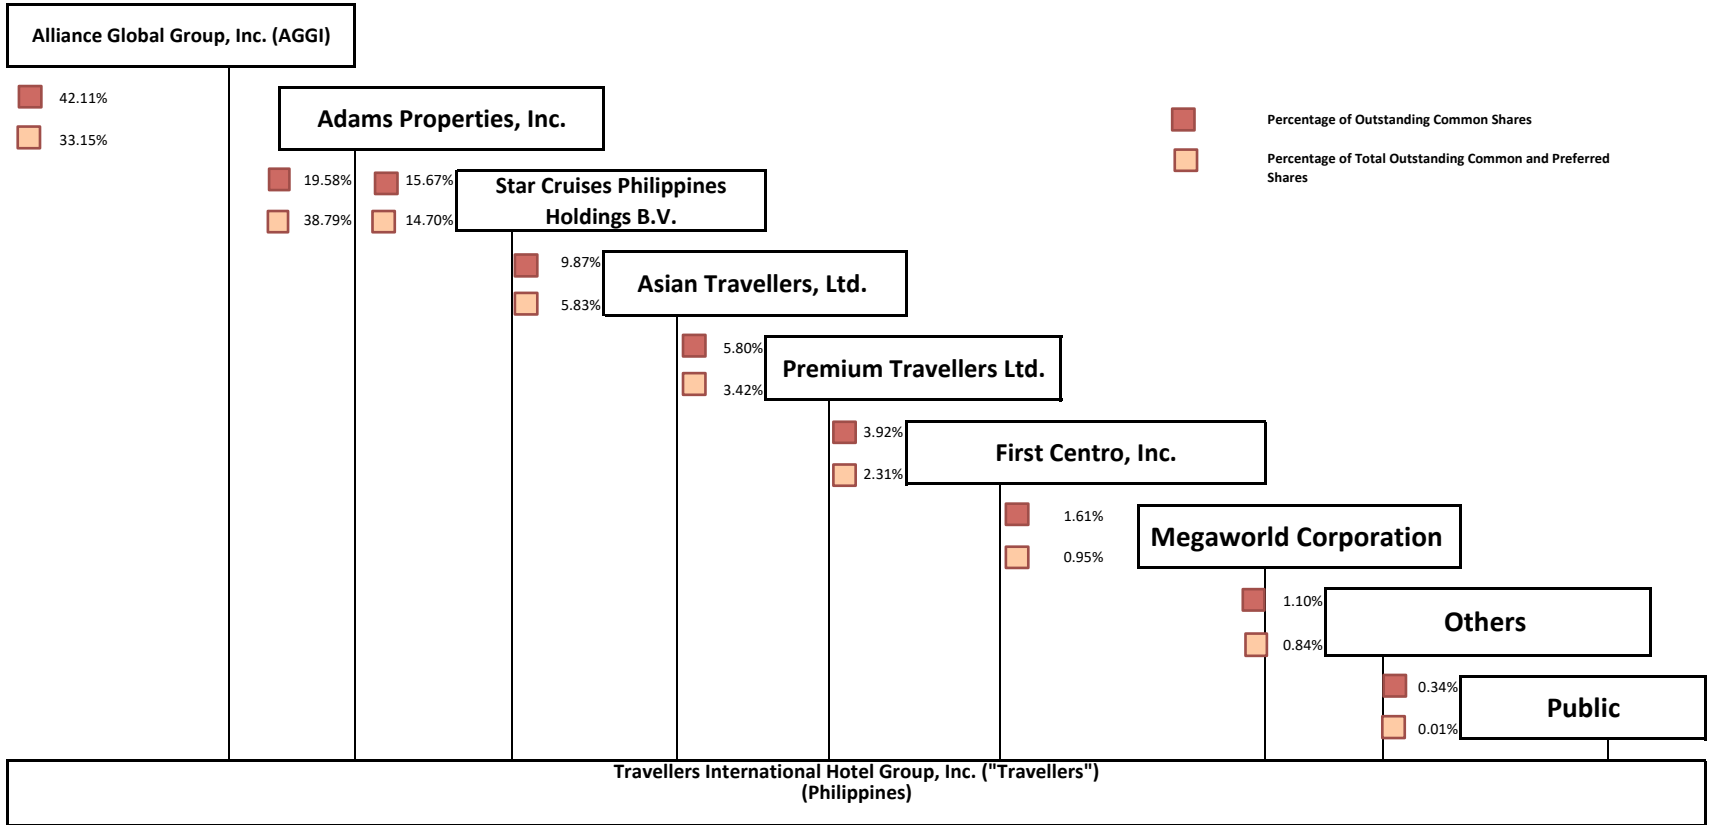 Alliance Global Group, Inc. (AGGI)
42.11%
33.15%
Adams Properties, Inc.
Percentage of Outstanding Common Shares
Percentage of Total Outstanding Common and Preferred
Shares
19.58%
38.79%
15.67%
14.70%
Star Cruises Philippines
Holdings B.V.
9.87%
5.83%
Asian Travellers, Ltd.
5.80%
3.42%
Premium Travellers Ltd.
3.92%
2.31%
First Centro, Inc.
1.61%
0.95%
Megaworld Corporation
1.10%
0.84%
Others
0.34%
0.01%
Public
Travellers International Hotel Group, Inc. ("Travellers")
(Philippines)